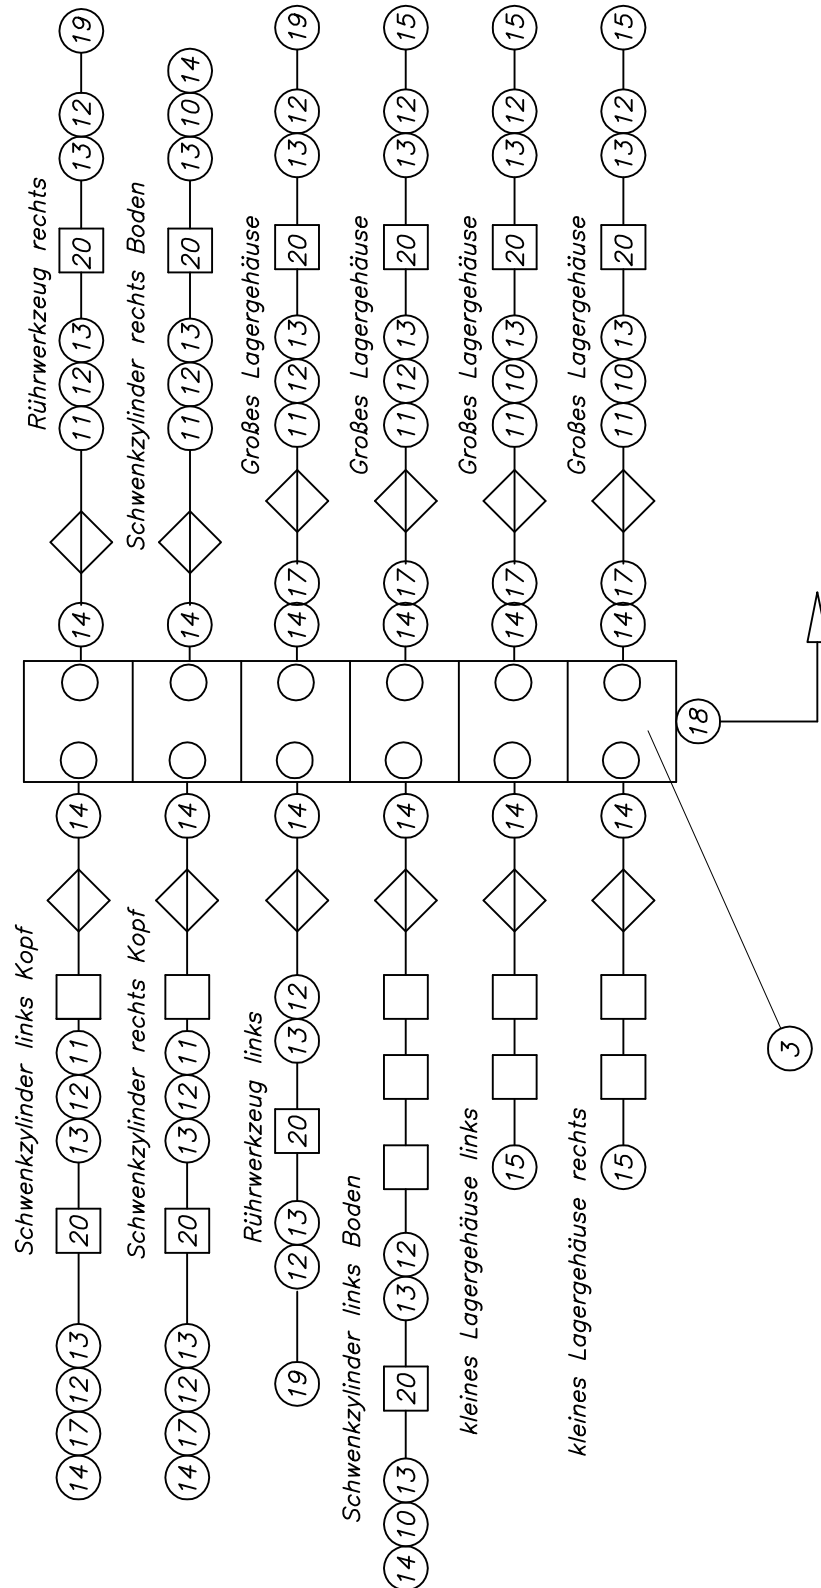 Schwenkzylinder links Kopf
Rührwerkzeug rechts
14 17 12 13 20 13 12 11 14 14 11 12 13 20 13 12 19
Schwenkzylinder rechts Kopf
Schwenkzylinder rechts Boden
14 17 12 13 20 13 12 11 14 14 11 12 13 20 13 10 14
Rührwerkzeug links
Großes Lagergehäuse
19 12 13 20 13 12 14 14 17 11 12 13 20 13 12 19
Schwenkzylinder links Boden
Großes Lagergehäuse
14 10 13 20 13 12 14 14 17 11 12 13 20 13 12 15
kleines Lagergehäuse links
Großes Lagergehäuse
15 14 14 17 11 10 13 20 13 12 15
kleines Lagergehäuse rechts
Großes Lagergehäuse
15 14 14 17 11 10 13 20 13 12 15
18
3